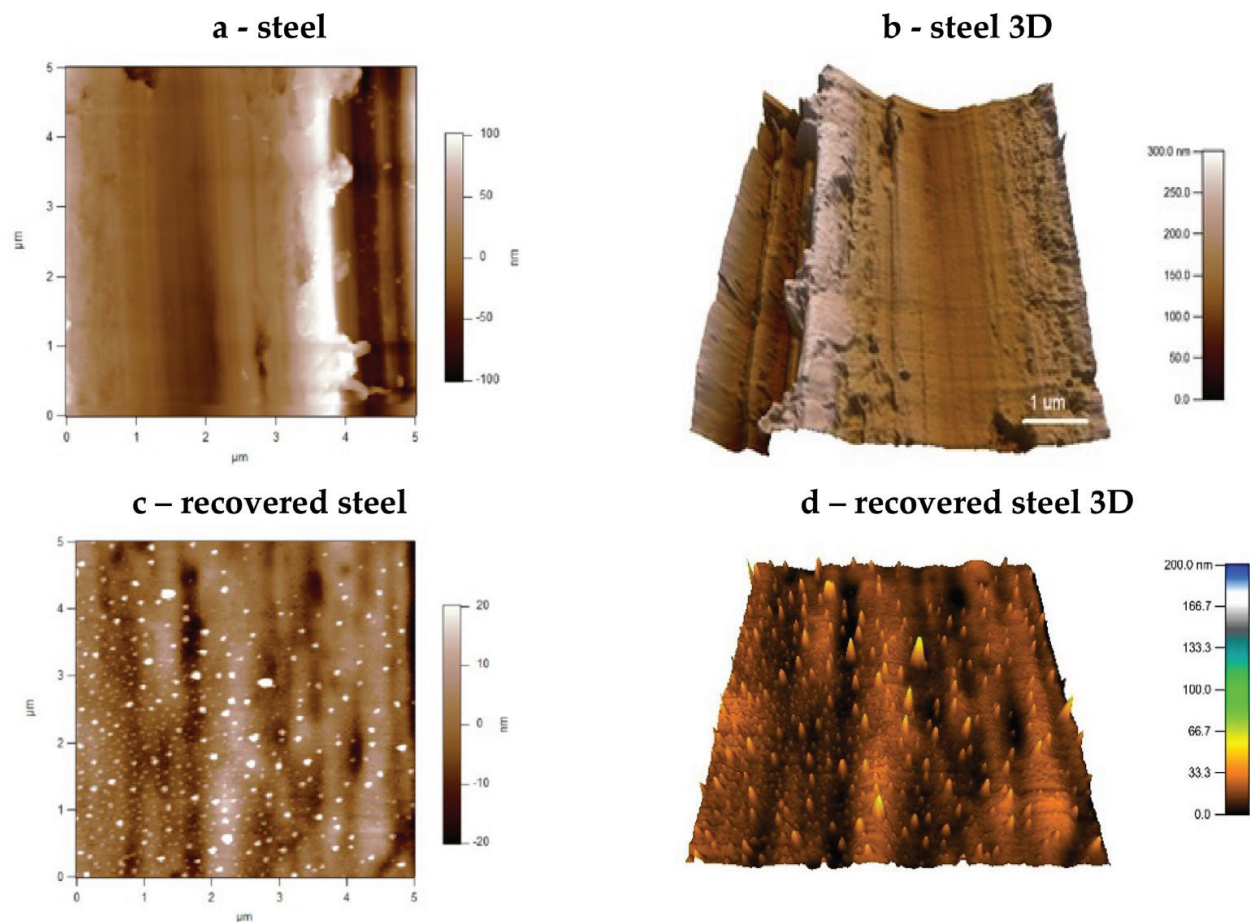 a - steel
b - steel 3D
5
4
3
2
1
0
µm
0 1 2 3 4 5
µm
100
50
0
-50
-100
nm
300.0 nm
250.0
200.0
150.0
100.0
50.0
0.0
1 um
c – recovered steel
d – recovered steel 3D
5
4
3
2
1
0
µm
0 1 2 3 4 5
µm
20
10
0
-10
-20
nm
200.0 nm
166.7
133.3
100.0
66.7
33.3
0.0